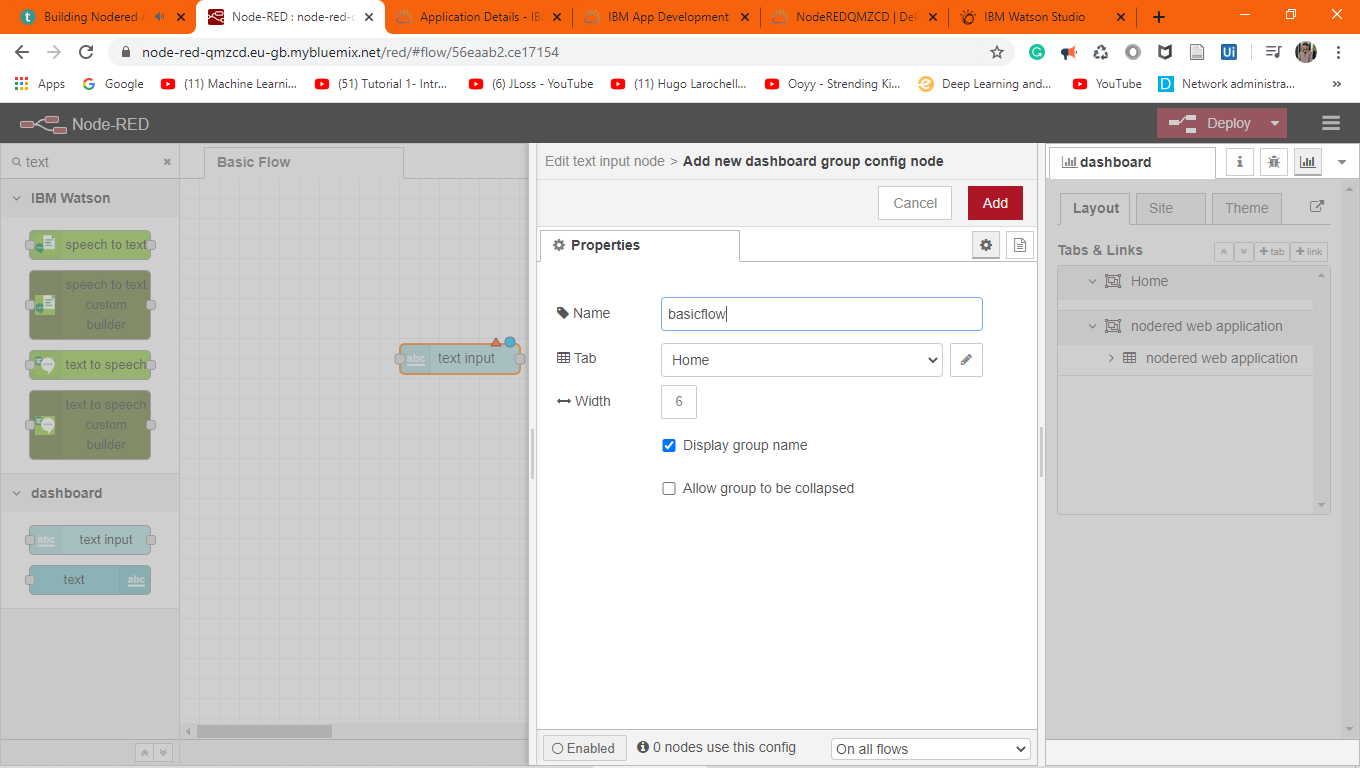 Building Nodered A
Node-RED : node-red-q
Application Details - IB
IBM App Development
NodeREDQMZCD | Deli
IBM Watson Studio
node-red-qmzcd.eu-gb.mybluemix.net/red/#flow/56eaab2.ce17154
Apps
Google
(11) Machine Learni...
(51) Tutorial 1- Intr...
(6) JLoss - YouTube
(11) Hugo Larochell...
Ooyy - Strending Ki...
Deep Learning and...
YouTube
Network administra...
Node-RED
Deploy
text
Basic Flow
Edit text input node > Add new dashboard group config node
dashboard
Cancel
Add
IBM Watson
speech to text
speech to text
custom
builder
text to speech
text to speech
custom
builder
dashboard
abc text input
text abc
abc text input
Properties
Name
basicflow
Tab
Home
Width
6
Display group name
Allow group to be collapsed
Enabled
0 nodes use this config
On all flows
Layout
Site
Theme
Tabs & Links
+ tab
+ link
Home
nodered web application
nodered web application